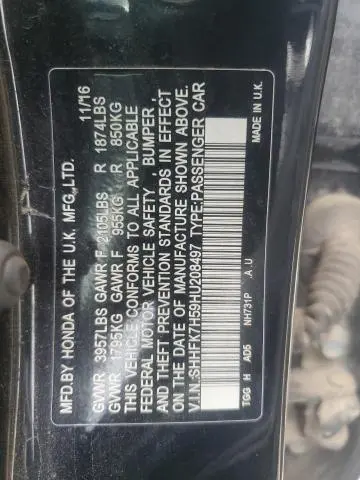 MFD.BY HONDA OF THE U.K. MFG.,LTD. 11/16
GVWR 3957LBS GAWR F 2105LBS R 1874LBS
GVWR 1795KG GAWR F 955KG R 850KG
THIS VEHICLE CONFORMS TO ALL APPLICABLE
FEDERAL MOTOR VEHICLE SAFETY, BUMPER,
AND THEFT PREVENTION STANDARDS IN EFFECT
ON THE DATE OF MANUFACTURE SHOWN ABOVE.
V.I.N.:SHHFK7H59HU208497 TYPE:PASSENGER CAR
TGG H AD5 NH731P A U MADE IN U.K.